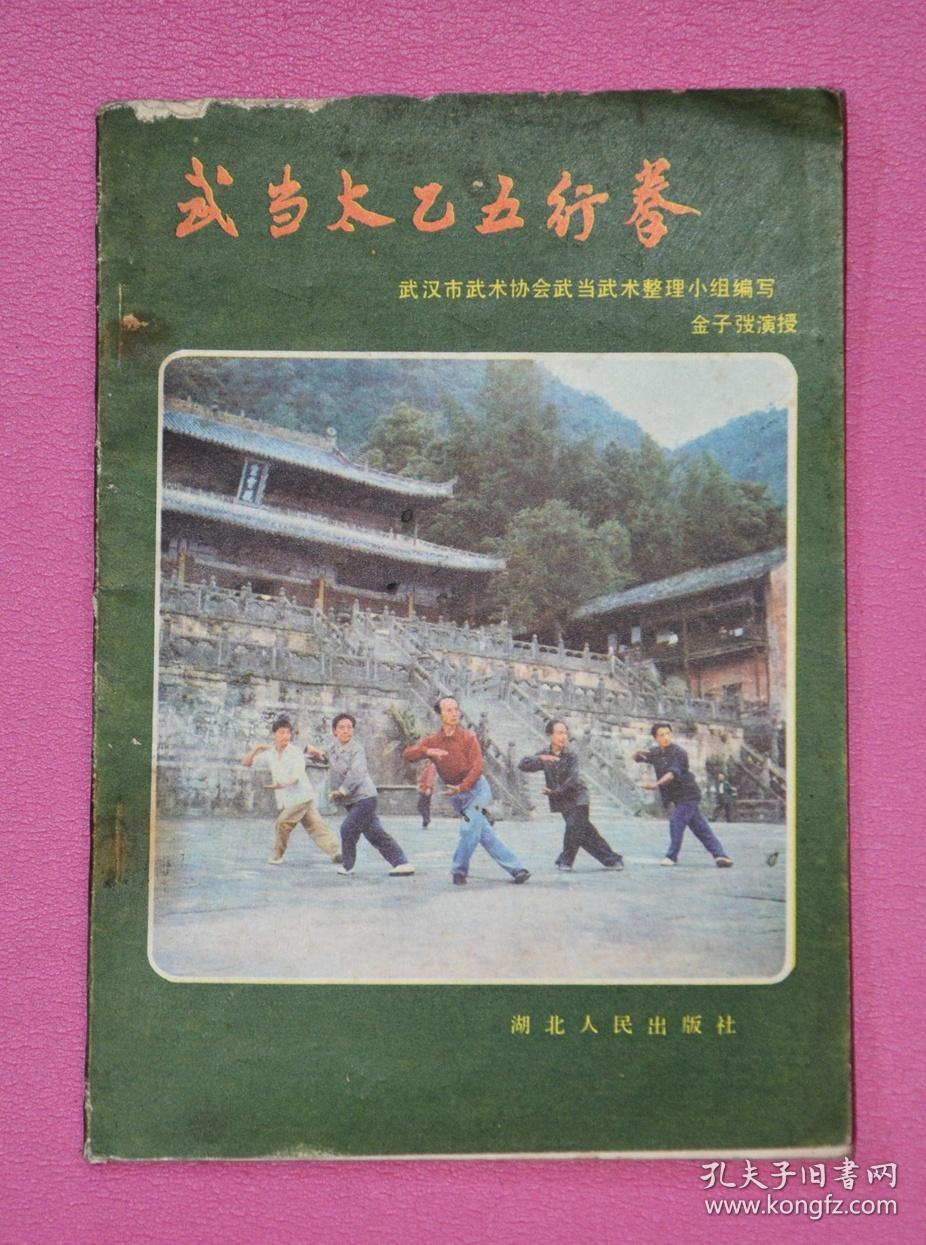 武当太乙五行拳
武汉市武术协会武当武术整理小组编写
金子弢演授
湖北人民出版社
孔夫子旧书网
www.kongfz.com